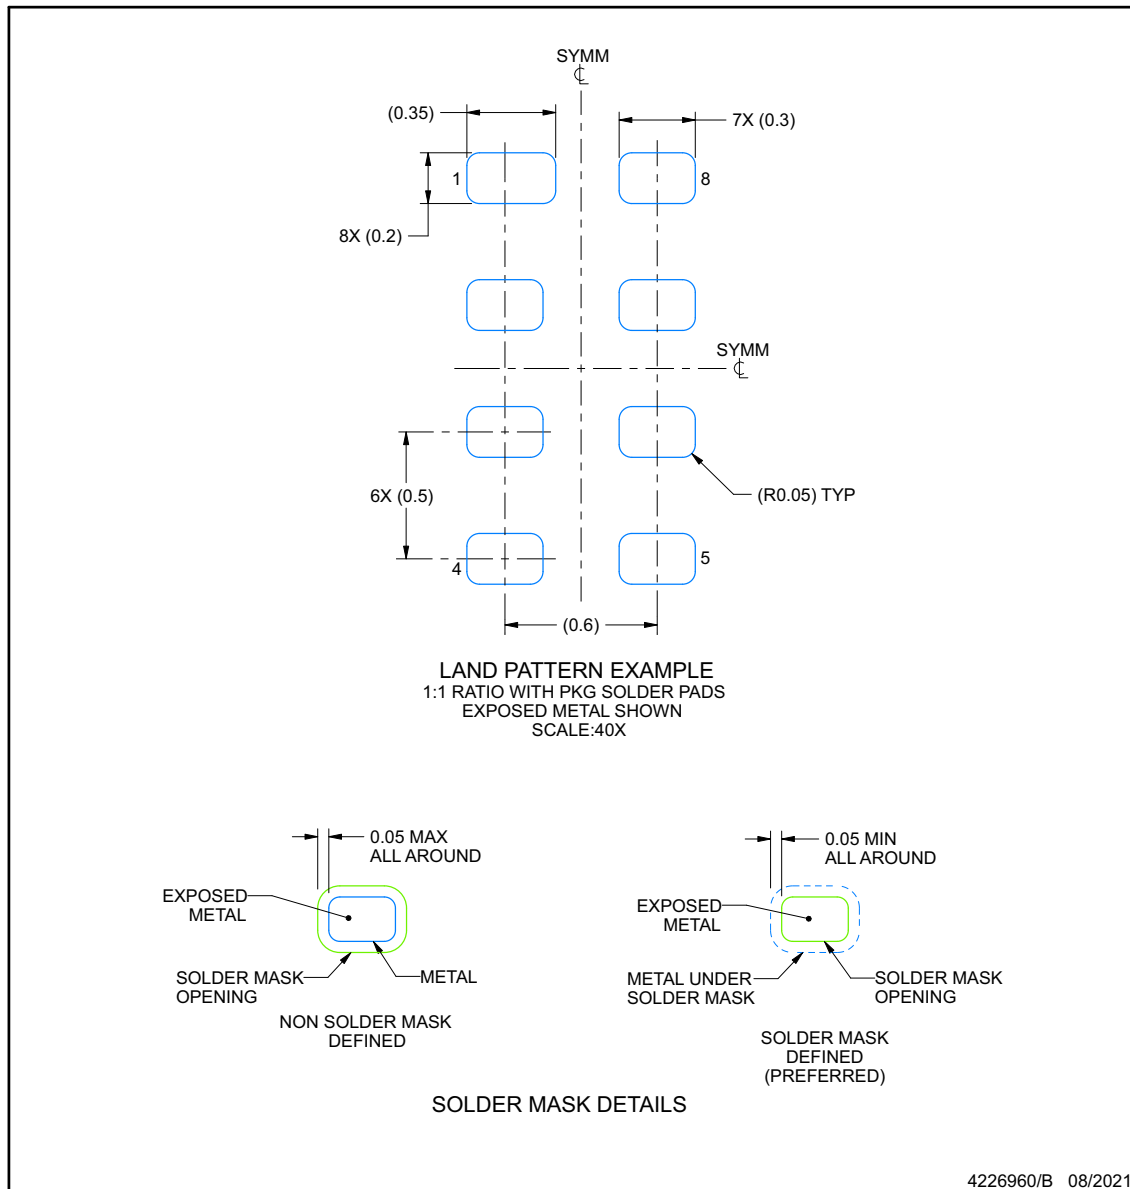 SYMM
℄
(0.35)
7X (0.3)
1
8
8X (0.2)
SYMM
℄
6X (0.5)
(R0.05) TYP
4
5
(0.6)
LAND PATTERN EXAMPLE
1:1 RATIO WITH PKG SOLDER PADS
EXPOSED METAL SHOWN
SCALE:40X
0.05 MAX
ALL AROUND
EXPOSED
METAL
SOLDER MASK
OPENING
METAL
NON SOLDER MASK
DEFINED
0.05 MIN
ALL AROUND
EXPOSED
METAL
METAL UNDER
SOLDER MASK
SOLDER MASK
OPENING
SOLDER MASK
DEFINED
(PREFERRED)
SOLDER MASK DETAILS
4226960/B 08/2021